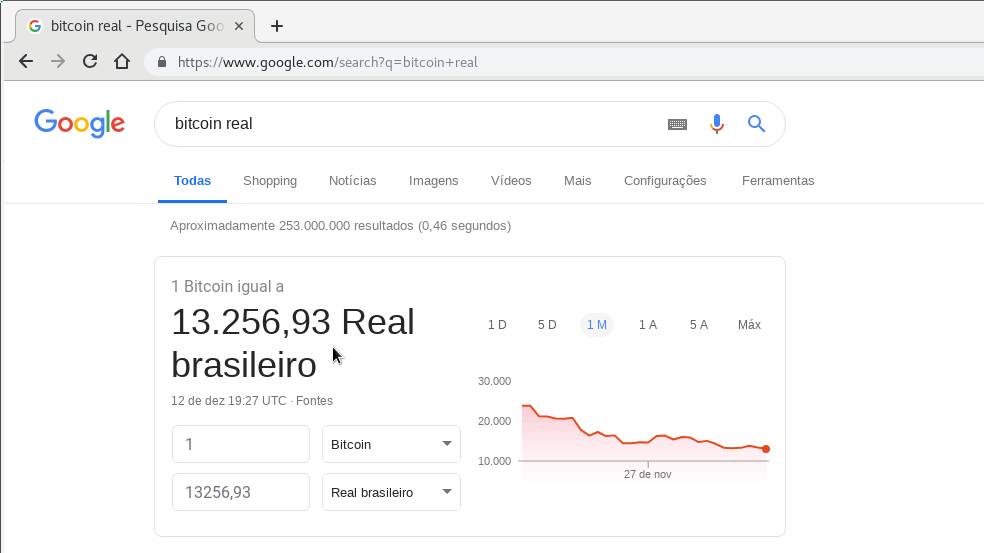 bitcoin real - Pesquisa Goo
https://www.google.com/search?q=bitcoin+real
Google
bitcoin real
Todas Shopping Notícias Imagens Vídeos Mais Configurações Ferramentas
Aproximadamente 253.000.000 resultados (0,46 segundos)
1 Bitcoin igual a
13.256,93 Real
brasileiro
12 de dez 19:27 UTC · Fontes
1 Bitcoin
13256,93 Real brasileiro
1 D 5 D 1 M 1 A 5 A Máx
30.000
20.000
10.000
27 de nov